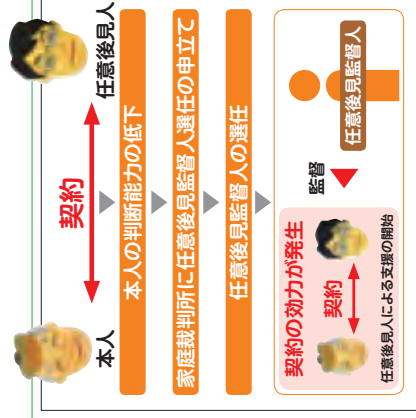 契約
本人
任意後見人
本人の判断能力の低下
家庭裁判所に任意後見監督人選任の申立て
任意後見監督人の選任
契約の効力が発生
契約
任意後見人による支援の開始
監督
任意後見監督人